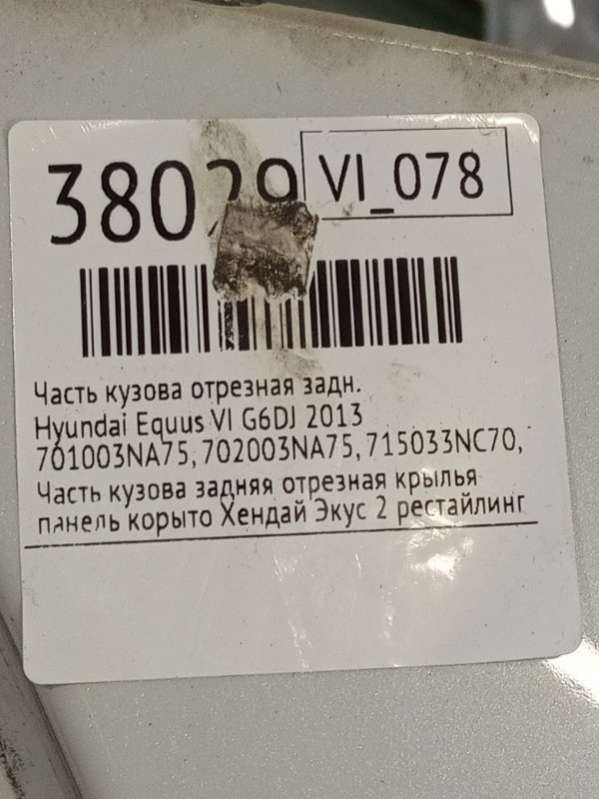 38029
VI_078
Часть кузова отрезная задн.
Hyundai Equus VI G6DJ 2013
701003NA75, 702003NA75, 715033NC70,
Часть кузова задняя отрезная крылья
панель корыто Хендай Экус 2 рестайлинг